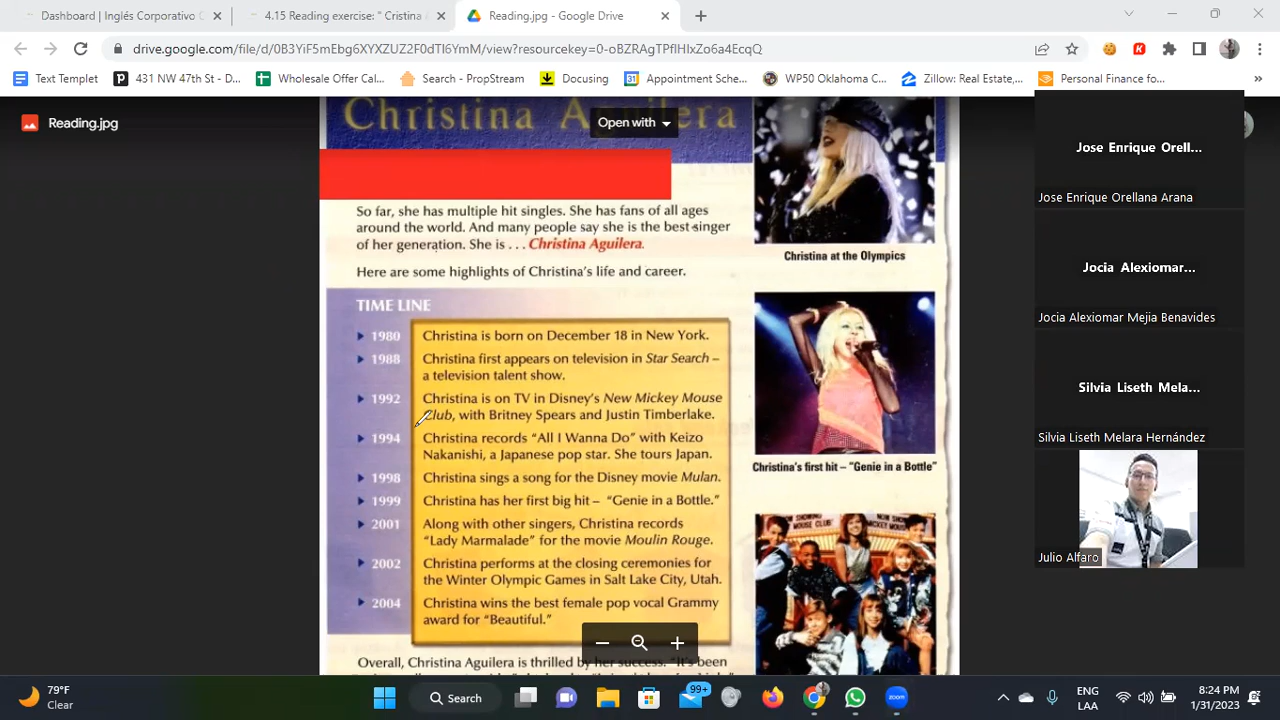 Dashboard | Inglés Corporativo C
4.15 Reading exercise: " Cristina
Reading.jpg - Google Drive
drive.google.com/file/d/0B3YiF5mEbg6XYXZUZ2F0dTI6YmM/view?resourcekey=0-oBZRAgTPflHlxZo6a4EcqQ
Text Templet
431 NW 47th St - D...
Wholesale Offer Cal...
Search - PropStream
Docusing
Appointment Sche...
WP50 Oklahoma C...
Zillow: Real Estate,...
Personal Finance fo...
»
Reading.jpg
Open with
Christina Aguilera
So far, she has multiple hit singles. She has fans of all ages
around the world. And many people say she is the best singer
of her generation. She is . . . Christina Aguilera.
Here are some highlights of Christina's life and career.
TIME LINE
1980 Christina is born on December 18 in New York.
1988 Christina first appears on television in Star Search –
a television talent show.
1992 Christina is on TV in Disney's New Mickey Mouse
Club, with Britney Spears and Justin Timberlake.
1994 Christina records "All I Wanna Do" with Keizo
Nakanishi, a Japanese pop star. She tours Japan.
1998 Christina sings a song for the Disney movie Mulan.
1999 Christina has her first big hit – "Genie in a Bottle."
2001 Along with other singers, Christina records
"Lady Marmalade" for the movie Moulin Rouge.
2002 Christina performs at the closing ceremonies for
the Winter Olympic Games in Salt Lake City, Utah.
2004 Christina wins the best female pop vocal Grammy
award for "Beautiful."
Overall, Christina Aguilera is thrilled by her success. "It's been
Christina at the Olympics
Christina's first hit – "Genie in a Bottle"
Jose Enrique Orell...
Jose Enrique Orellana Arana
Jocia Alexiomar...
Jocia Alexiomar Mejia Benavides
Silvia Liseth Mela...
Silvia Liseth Melara Hernández
Julio Alfaro
79°F
Clear
Search
99+
zoom
ENG
LAA
8:24 PM
1/31/2023